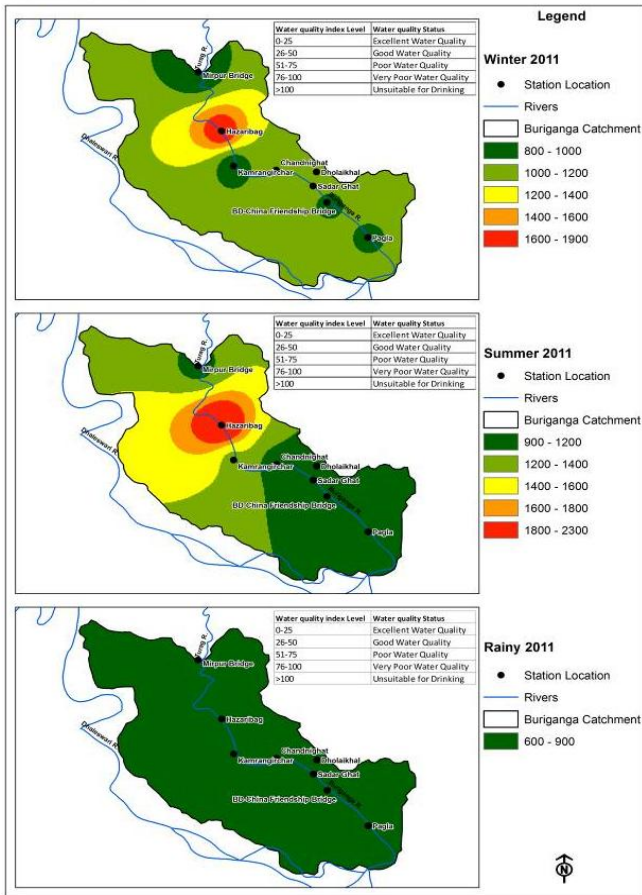 Legend
Water quality index Level Water quality Status
0-25 Excellent Water Quality
26-50 Good Water Quality
51-75 Poor Water Quality
76-100 Very Poor Water Quality
>100 Unsuitable for Drinking
Turag R.
Mirpur Bridge
Dhaleswari R.
Hazaribag
Chandnighat
Kamrangirchar
Dholaikhal
Sadar Ghat
BD-China Friendship Bridge
Pagla
Winter 2011
Station Location
Rivers
Buriganga Catchment
800 - 1000
1000 - 1200
1200 - 1400
1400 - 1600
1600 - 1900
Water quality index Level Water quality Status
0-25 Excellent Water Quality
26-50 Good Water Quality
51-75 Poor Water Quality
76-100 Very Poor Water Quality
>100 Unsuitable for Drinking
Turag R.
Mirpur Bridge
Dhaleswari R.
Hazaribag
Chandnighat
Kamrangirchar
Dholaikhal
Sadar Ghat
BD-China Friendship Bridge
Pagla
Summer 2011
Station Location
Rivers
Buriganga Catchment
900 - 1200
1200 - 1400
1400 - 1600
1600 - 1800
1800 - 2300
Water quality index Level Water quality Status
0-25 Excellent Water Quality
26-50 Good Water Quality
51-75 Poor Water Quality
76-100 Very Poor Water Quality
>100 Unsuitable for Drinking
Turag R.
Mirpur Bridge
Dhaleswari R.
Hazaribag
Chandnighat
Kamrangirchar
Dholaikhal
Sadar Ghat
BD-China Friendship Bridge
Pagla
Rainy 2011
Station Location
Rivers
Buriganga Catchment
600 - 900